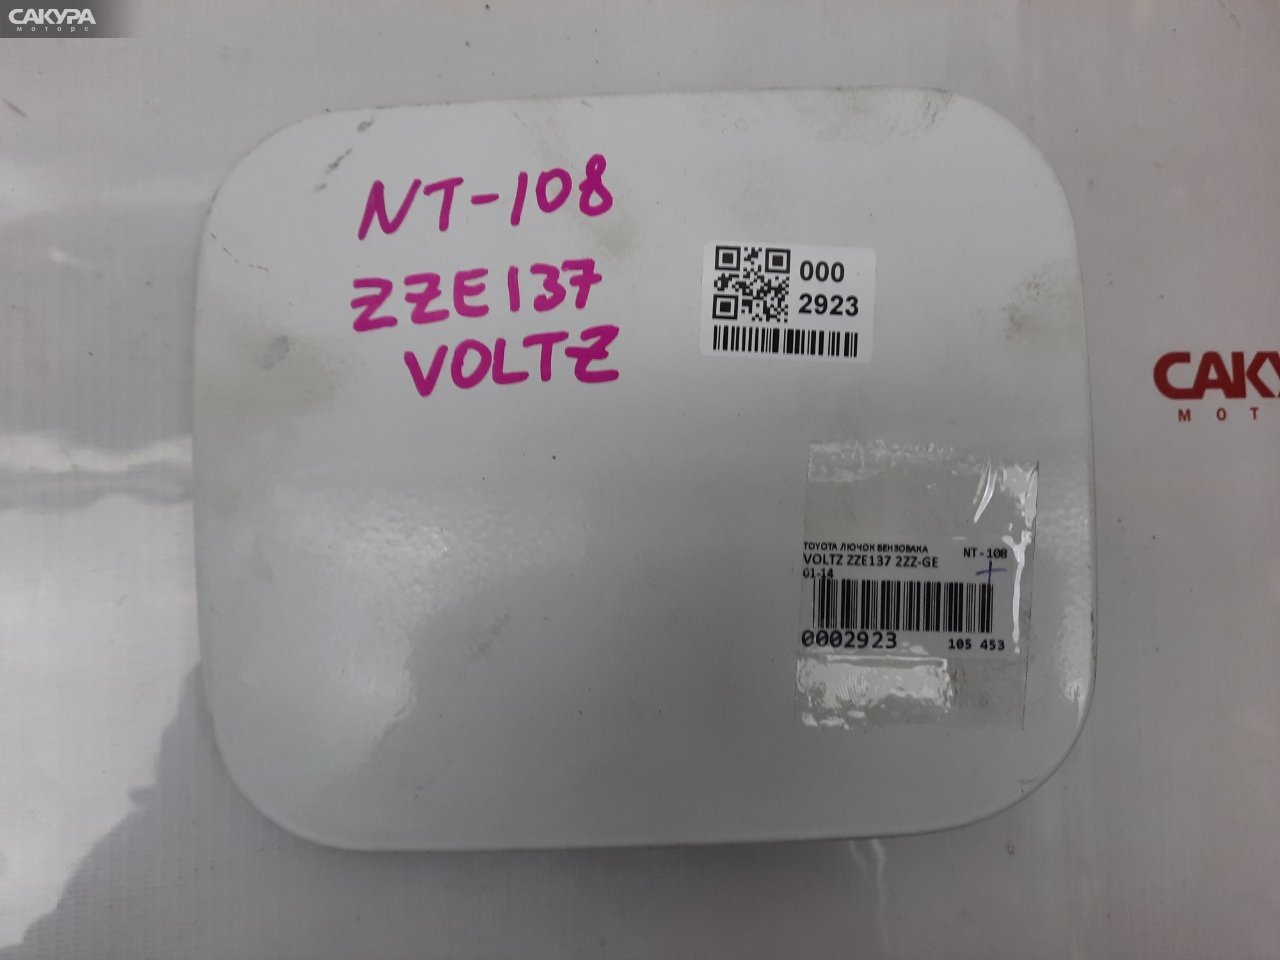 САКУРА
МОТОРС
NT-108
ZZE137
VOLTZ
000
2923
САКУ
МОТ
TOYOTA ЛЮЧОК БЕНЗОБАКА
NT-108
VOLTZ ZZE137 2ZZ-GE
01-14
0002923
105 453